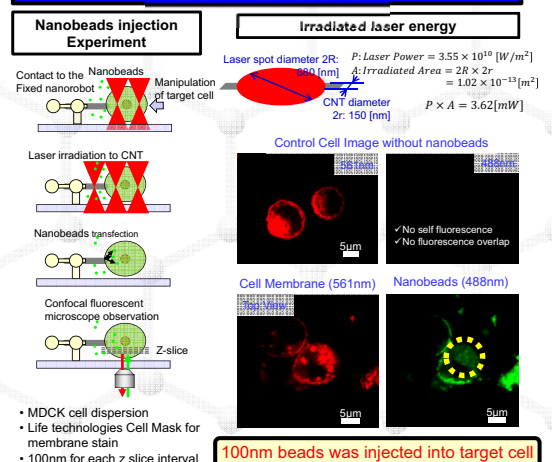 Nanobeads injection
Experiment
Contact to the
Fixed nanorobot
Nanobeads
Manipulation
of target cell
Laser irradiation to CNT
Nanobeads transfection
Confocal fluorescent
microscope observation
Z-slice
• MDCK cell dispersion
• Life technologies Cell Mask for
membrane stain
• 100nm for each z slice interval
Irradiated laser energy
Laser spot diameter 2R:
680 [nm]
CNT diameter
2r: 150 [nm]
P: Laser Power = 3.55 × 10¹⁰ [W/m²]
A: Irradiated Area = 2R × 2r
= 1.02 × 10⁻¹³[m²]
P × A = 3.62[mW]
Control Cell Image without nanobeads
561nm
488nm
✓No self fluorescence
✓No fluorescence overlap
5μm
5μm
Cell Membrane (561nm)
Nanobeads (488nm)
Top View
5μm
5μm
100nm beads was injected into target cell